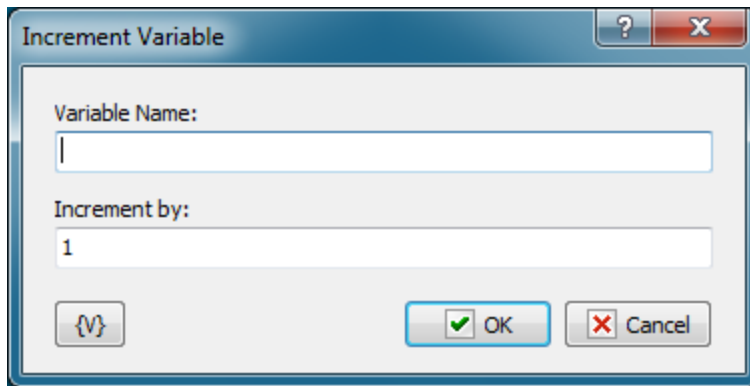 Increment Variable
?
Variable Name:
Increment by:
1
{V}
OK
Cancel